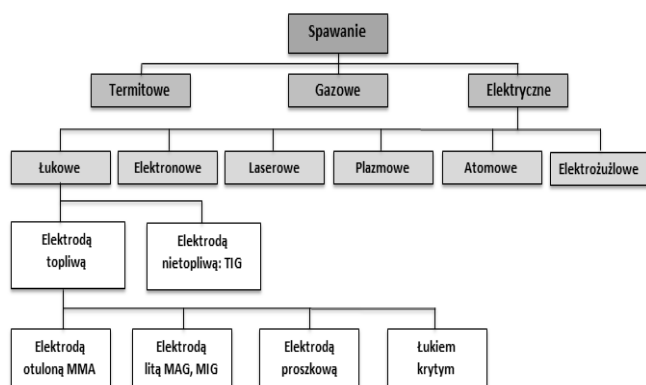 Spawanie
Termitowe
Gazowe
Elektryczne
Łukowe
Elektronowe
Laserowe
Plazmowe
Atomowe
Elektrożużlowe
Elektrodą
topliwą
Elektrodą
nietopliwą: TIG
Elektrodą
otuloną MMA
Elektrodą
litą MAG, MIG
Elektrodą
proszkową
Łukiem
krytym